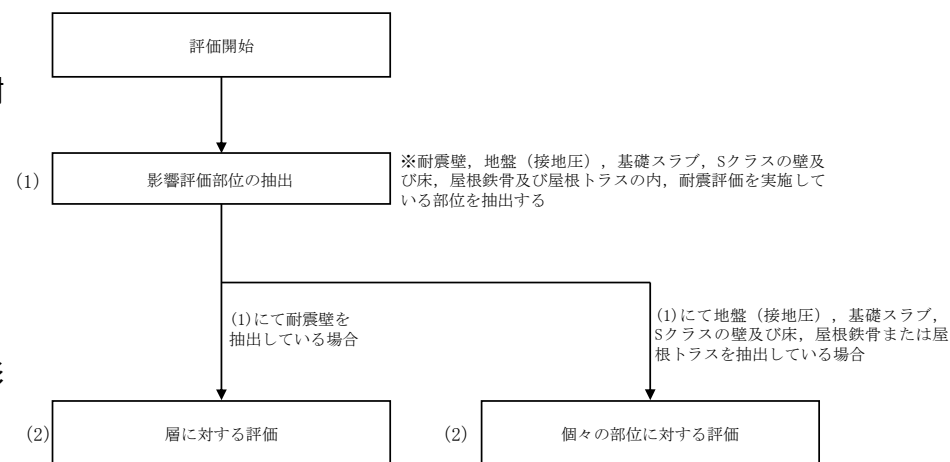 評価開始
(1)
影響評価部位の抽出
※耐震壁，地盤（接地圧），基礎スラブ，Sクラスの壁及
び床，屋根鉄骨及び屋根トラスの内，耐震評価を実施して
いる部位を抽出する
(1)にて耐震壁を
抽出している場合
(1)にて地盤（接地圧），基礎スラブ，
Sクラスの壁及び床，屋根鉄骨または屋
根トラスを抽出している場合
(2)
層に対する評価
(2)
個々の部位に対する評価